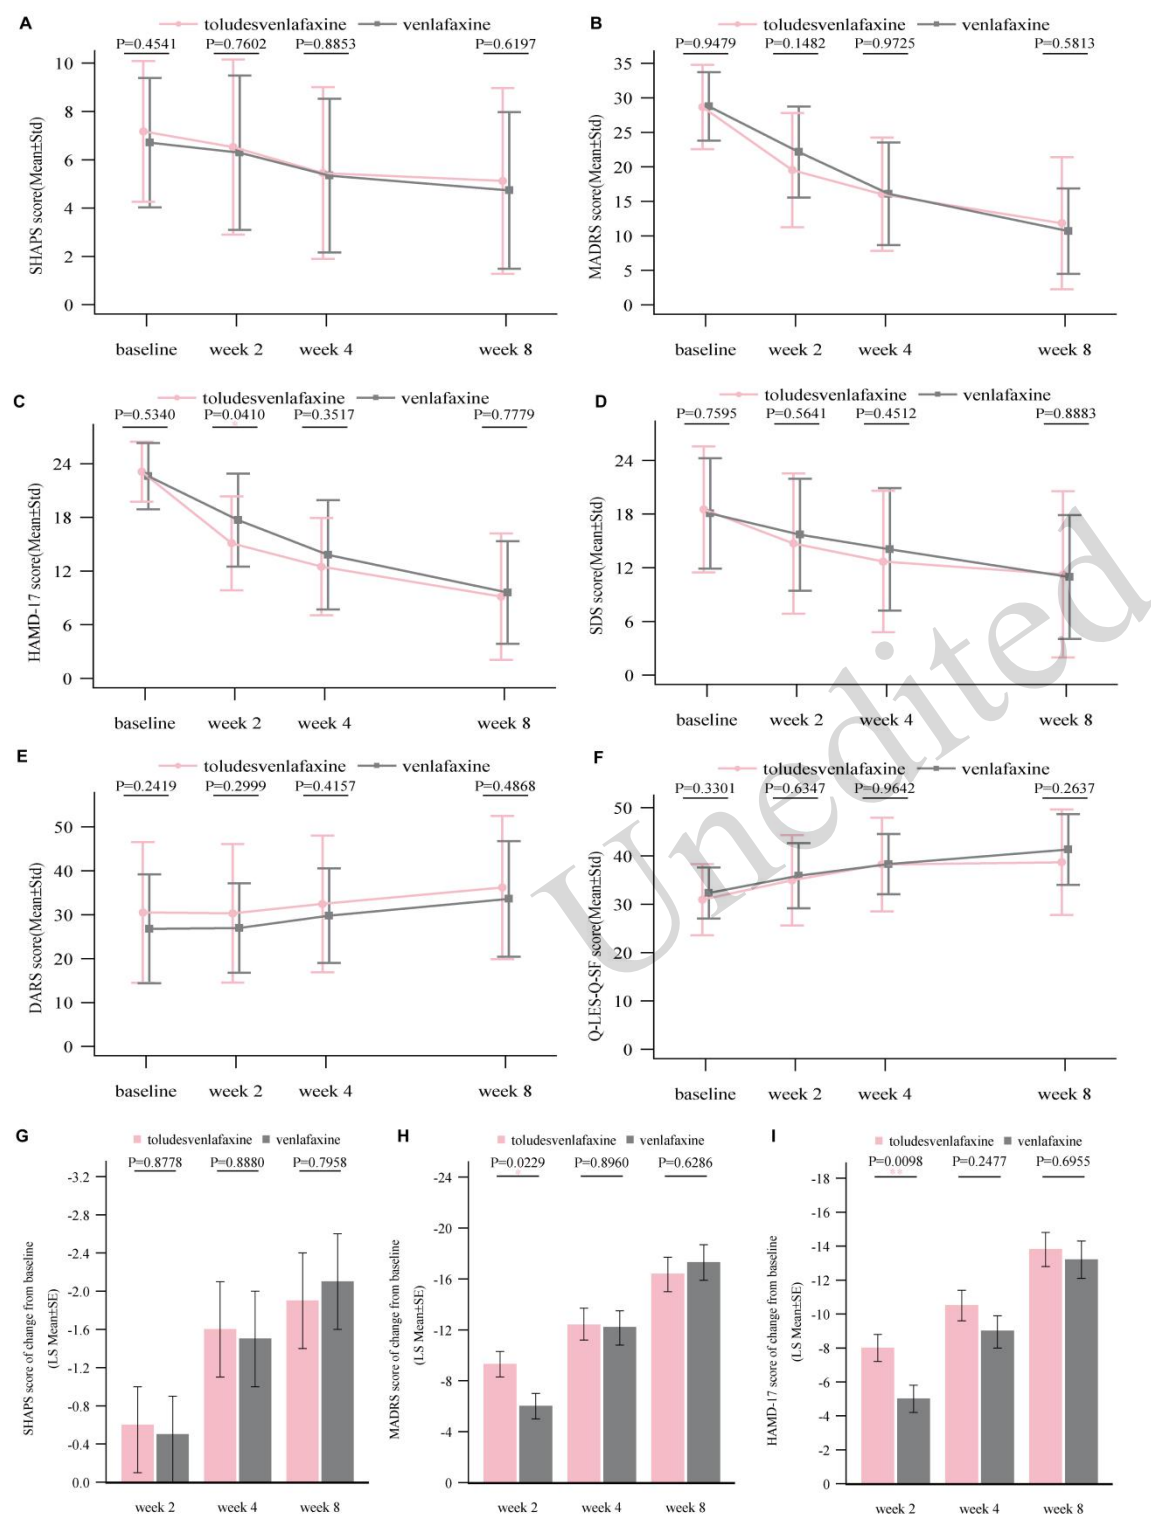 A
toludesvenlafaxine venlafaxine
P=0.4541 P=0.7602 P=0.8853 P=0.6197
SHAPS score(Mean±Std)
10
8
6
4
2
0
baseline week 2 week 4 week 8
B
toludesvenlafaxine venlafaxine
P=0.9479 P=0.1482 P=0.9725 P=0.5813
MADRS score(Mean±Std)
35
30
25
20
15
10
5
0
baseline week 2 week 4 week 8
C
toludesvenlafaxine venlafaxine
P=0.5340 P=0.0410 P=0.3517 P=0.7779
*
HAMD-17 score(Mean±Std)
24
18
12
6
0
baseline week 2 week 4 week 8
D
toludesvenlafaxine venlafaxine
P=0.7595 P=0.5641 P=0.4512 P=0.8883
SDS score(Mean±Std)
24
18
12
6
0
baseline week 2 week 4 week 8
E
toludesvenlafaxine venlafaxine
P=0.2419 P=0.2999 P=0.4157 P=0.4868
DARS score(Mean±Std)
50
40
30
20
10
0
baseline week 2 week 4 week 8
F
toludesvenlafaxine venlafaxine
P=0.3301 P=0.6347 P=0.9642 P=0.2637
Q-LES-Q-SF score(Mean±Std)
50
40
30
20
10
0
baseline week 2 week 4 week 8
Unedited
G
toludesvenlafaxine venlafaxine
P=0.8778 P=0.8880 P=0.7958
SHAPS score of change from baseline
(LS Mean±SE)
-3.2
-2.8
-2.4
-2.0
-1.6
-1.2
-0.8
-0.4
0.0
week 2 week 4 week 8
H
toludesvenlafaxine venlafaxine
P=0.0229 P=0.8960 P=0.6286
*
MADRS score of change from baseline
(LS Mean±SE)
-24
-20
-16
-12
-8
-4
0
week 2 week 4 week 8
I
toludesvenlafaxine venlafaxine
P=0.0098 P=0.2477 P=0.6955
**
HAMD-17 score of change from baseline
(LS Mean±SE)
-18
-16
-14
-12
-10
-8
-6
-4
-2
0
week 2 week 4 week 8